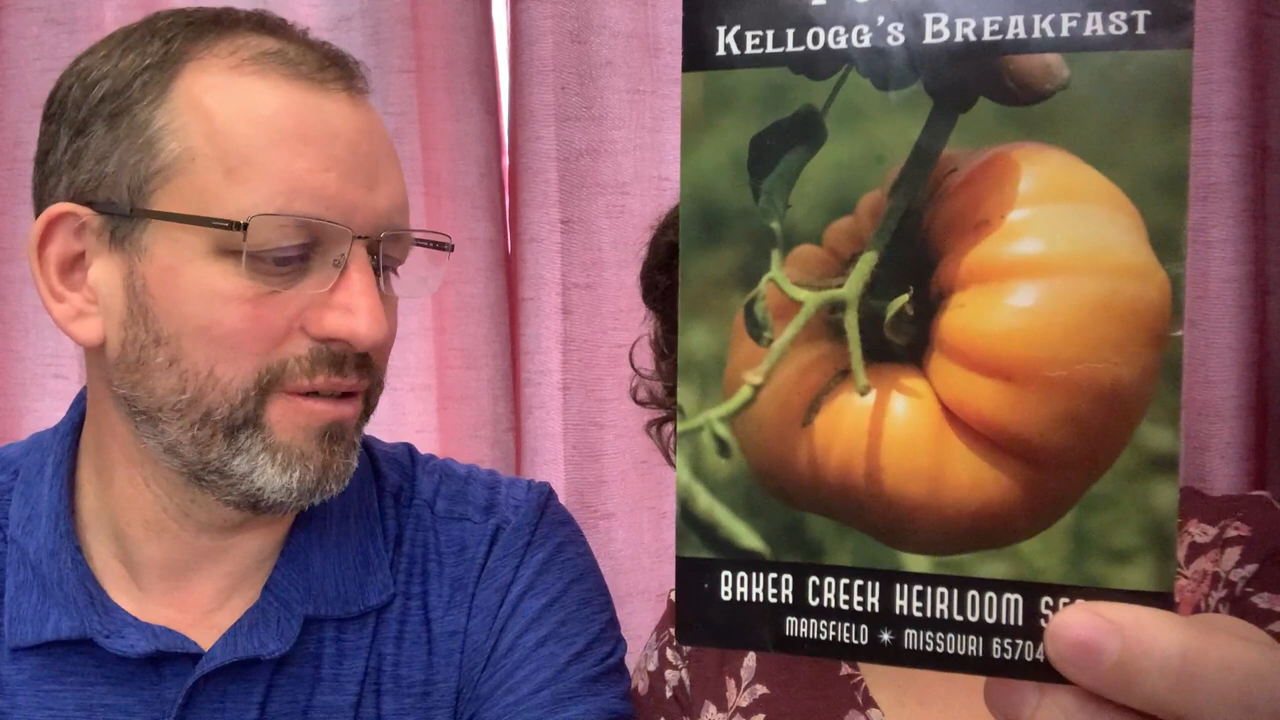 KELLOGG'S BREAKFAST
BAKER CREEK HEIRLOOM
MANSFIELD * MISSOURI 65704